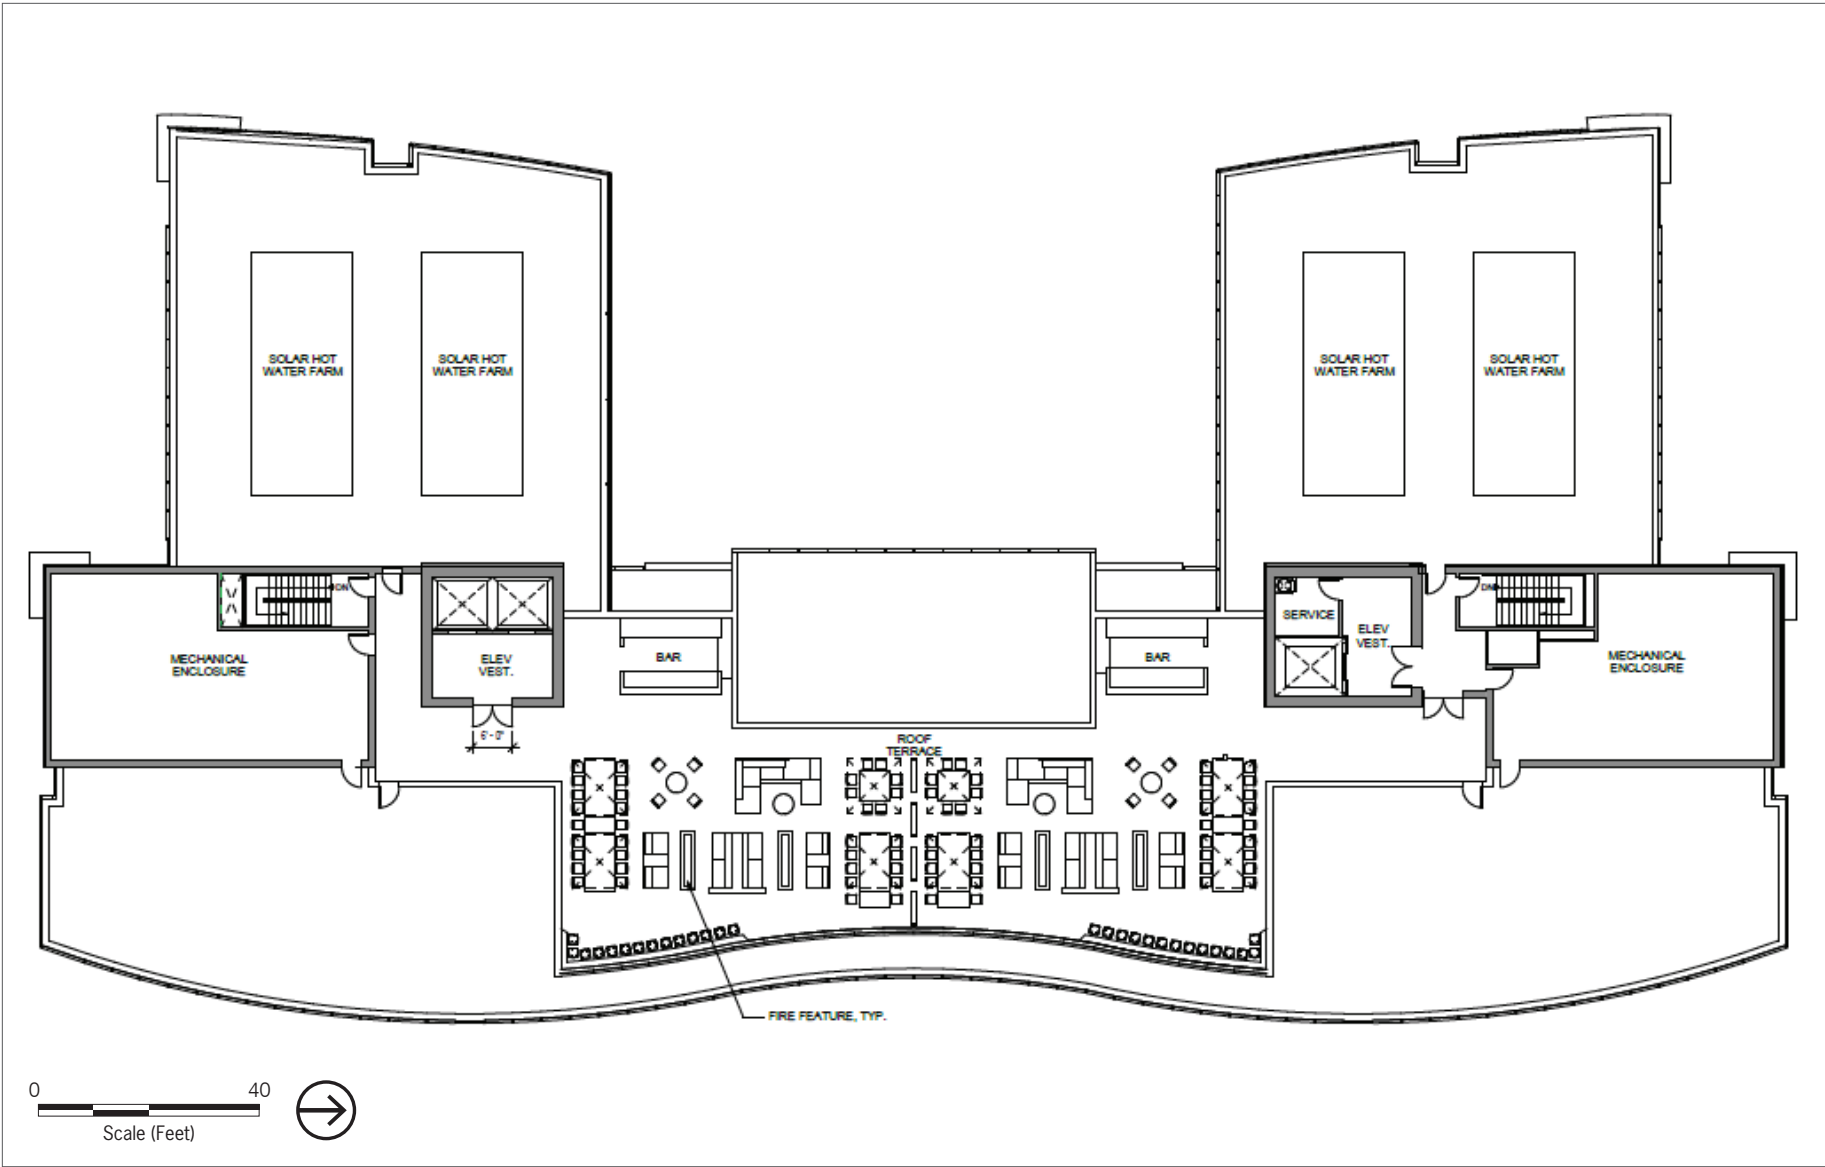 SOLAR HOT
WATER FARM
SOLAR HOT
WATER FARM
SOLAR HOT
WATER FARM
SOLAR HOT
WATER FARM
DN
DN
SERVICE
ELEV
VEST.
MECHANICAL
ENCLOSURE
ELEV
VEST.
BAR
BAR
MECHANICAL
ENCLOSURE
6'-0"
ROOF
TERRACE
FIRE FEATURE, TYP.
0 40
Scale (Feet)